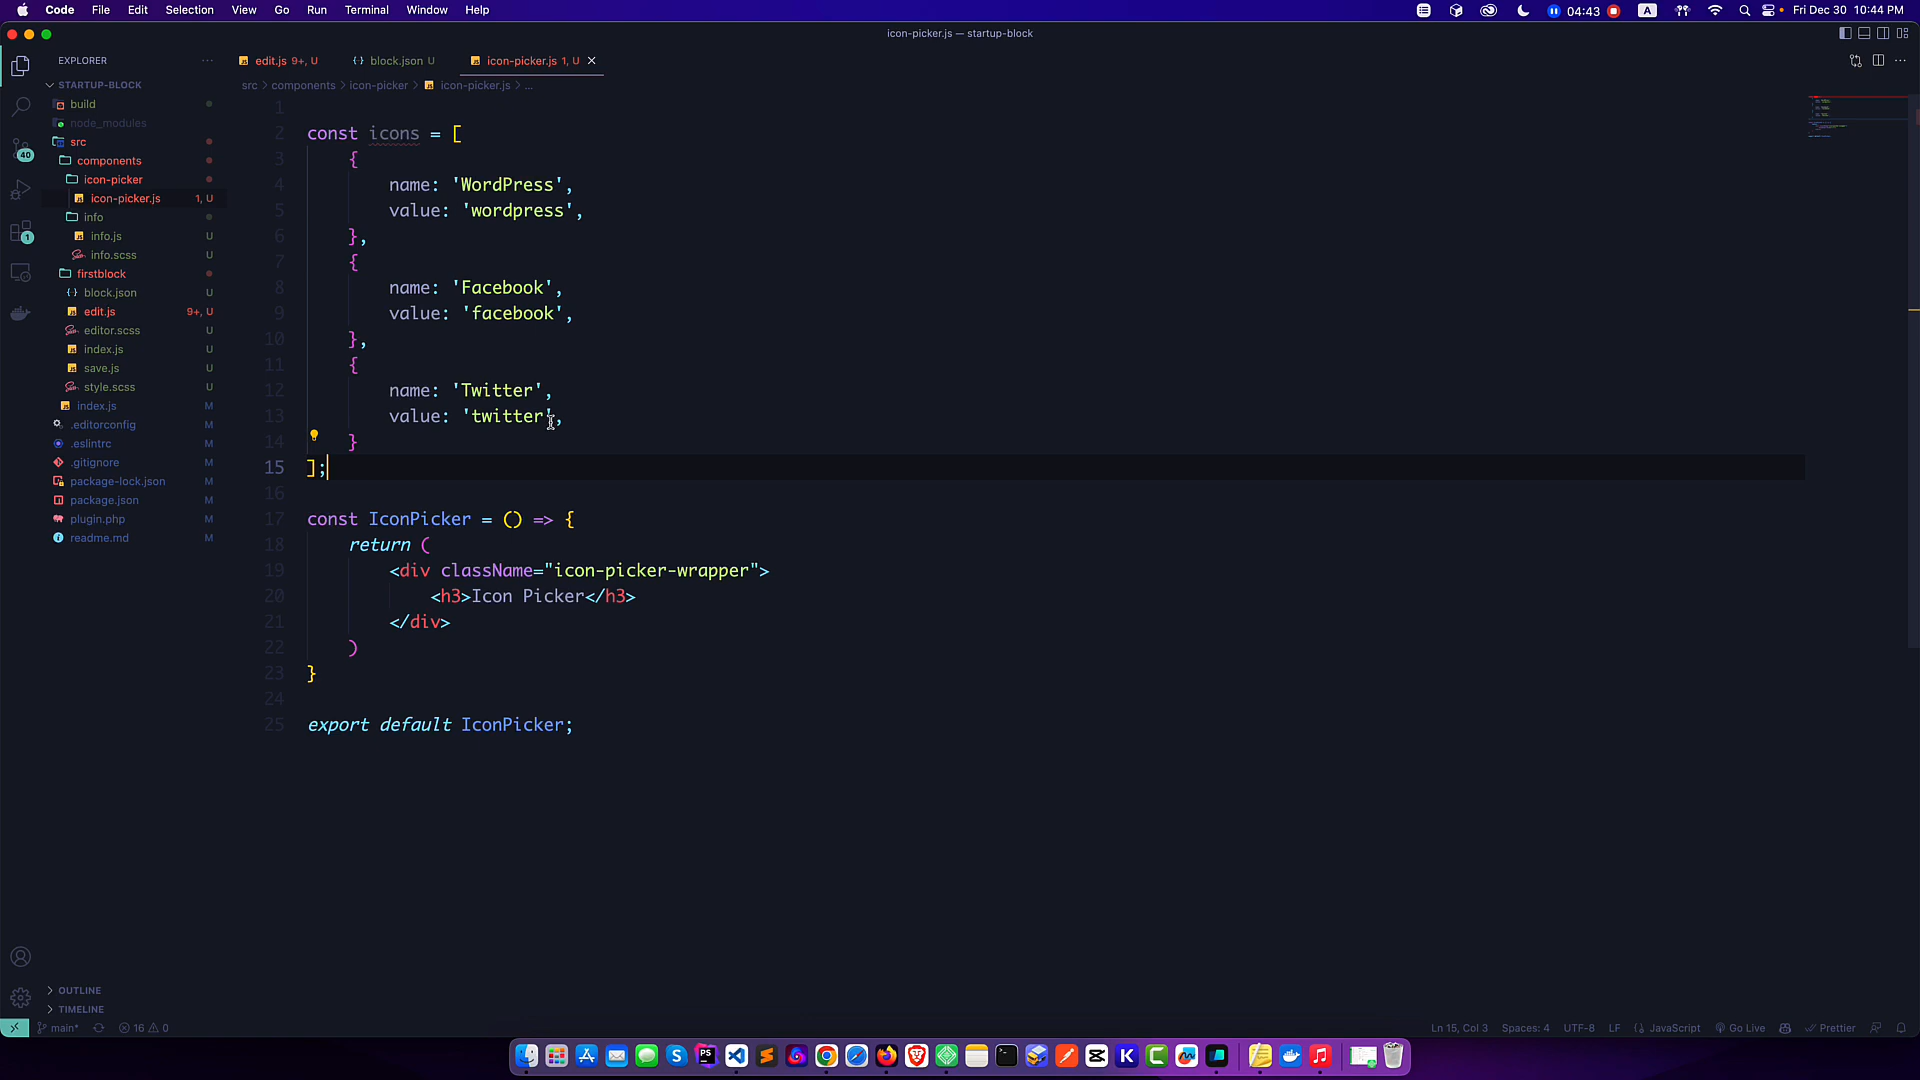 Code File Edit Selection View Go Run Terminal Window Help
04:43 A Fri Dec 30 10:44 PM
icon-picker.js — startup-block
EXPLORER
edit.js 9+, U
block.json U
icon-picker.js 1, U
src > components > icon-picker > icon-picker.js > ...
STARTUP-BLOCK
build
node_modules
src
components
icon-picker
icon-picker.js 1, U
info
info.js U
info.scss U
firstblock
block.json U
edit.js 9+, U
editor.scss U
index.js U
save.js U
style.scss U
index.js M
.editorconfig M
.eslintrc M
.gitignore M
package-lock.json M
package.json M
plugin.php M
readme.md M
40
1
1
2 const icons = [
3 {
4 name: 'WordPress',
5 value: 'wordpress',
6 },
7 {
8 name: 'Facebook',
9 value: 'facebook',
10 },
11 {
12 name: 'Twitter',
13 value: 'twitter',
14 }
15 ];
16
17 const IconPicker = () => {
18 return (
19 <div className="icon-picker-wrapper">
20 <h3>Icon Picker</h3>
21 </div>
22 )
23 }
24
25 export default IconPicker;
OUTLINE
TIMELINE
main* 16 0
Ln 15, Col 3 Spaces: 4 UTF-8 LF JavaScript Go Live Prettier
PS
K